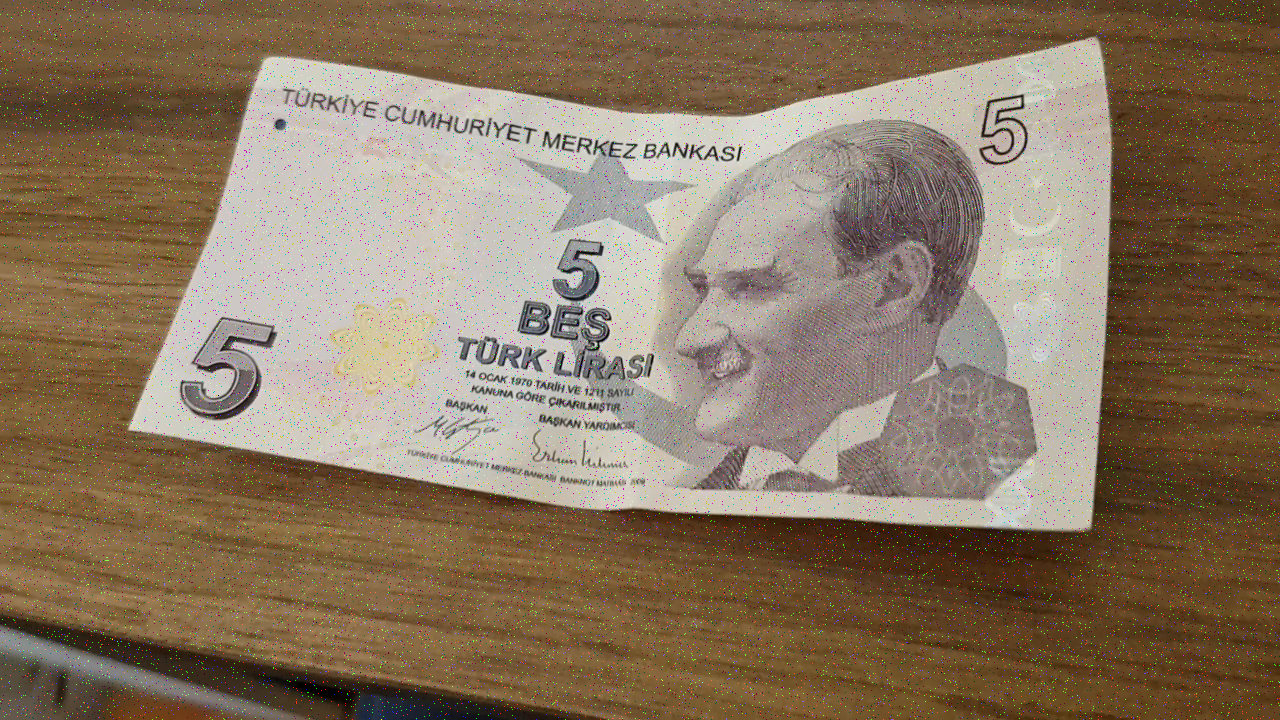 TÜRKİYE CUMHURİYET MERKEZ BANKASI
5
5
BEŞ
TÜRK LİRASI
14 OCAK 1970 TARİH VE 1211 SAYILI
KANUNA GÖRE ÇIKARILMIŞTIR.
BAŞKAN BAŞKAN YARDIMCISI
5
TÜRKİYE CUMHURİYET MERKEZ BANKASI BANKNOT MATBAASI 2009